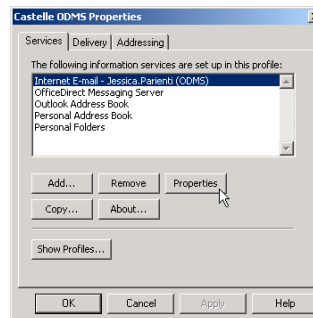 Castelle ODMS Properties
Services Delivery Addressing
The following information services are set up in this profile:
Internet E-mail - Jessica.Parienti (ODMS)
OfficeDirect Messaging Server
Outlook Address Book
Personal Address Book
Personal Folders
Add... Remove Properties
Copy... About...
Show Profiles...
OK Cancel Apply Help